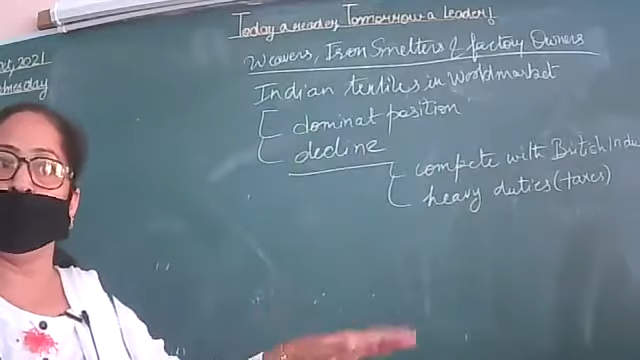 Today a reader, Tomorrow a Leader!
2021
Weavers, Iron Smelters & factory Owners
Indian textiles in world market
dominat position
decline
compete with British Indu
heavy duties (taxes)